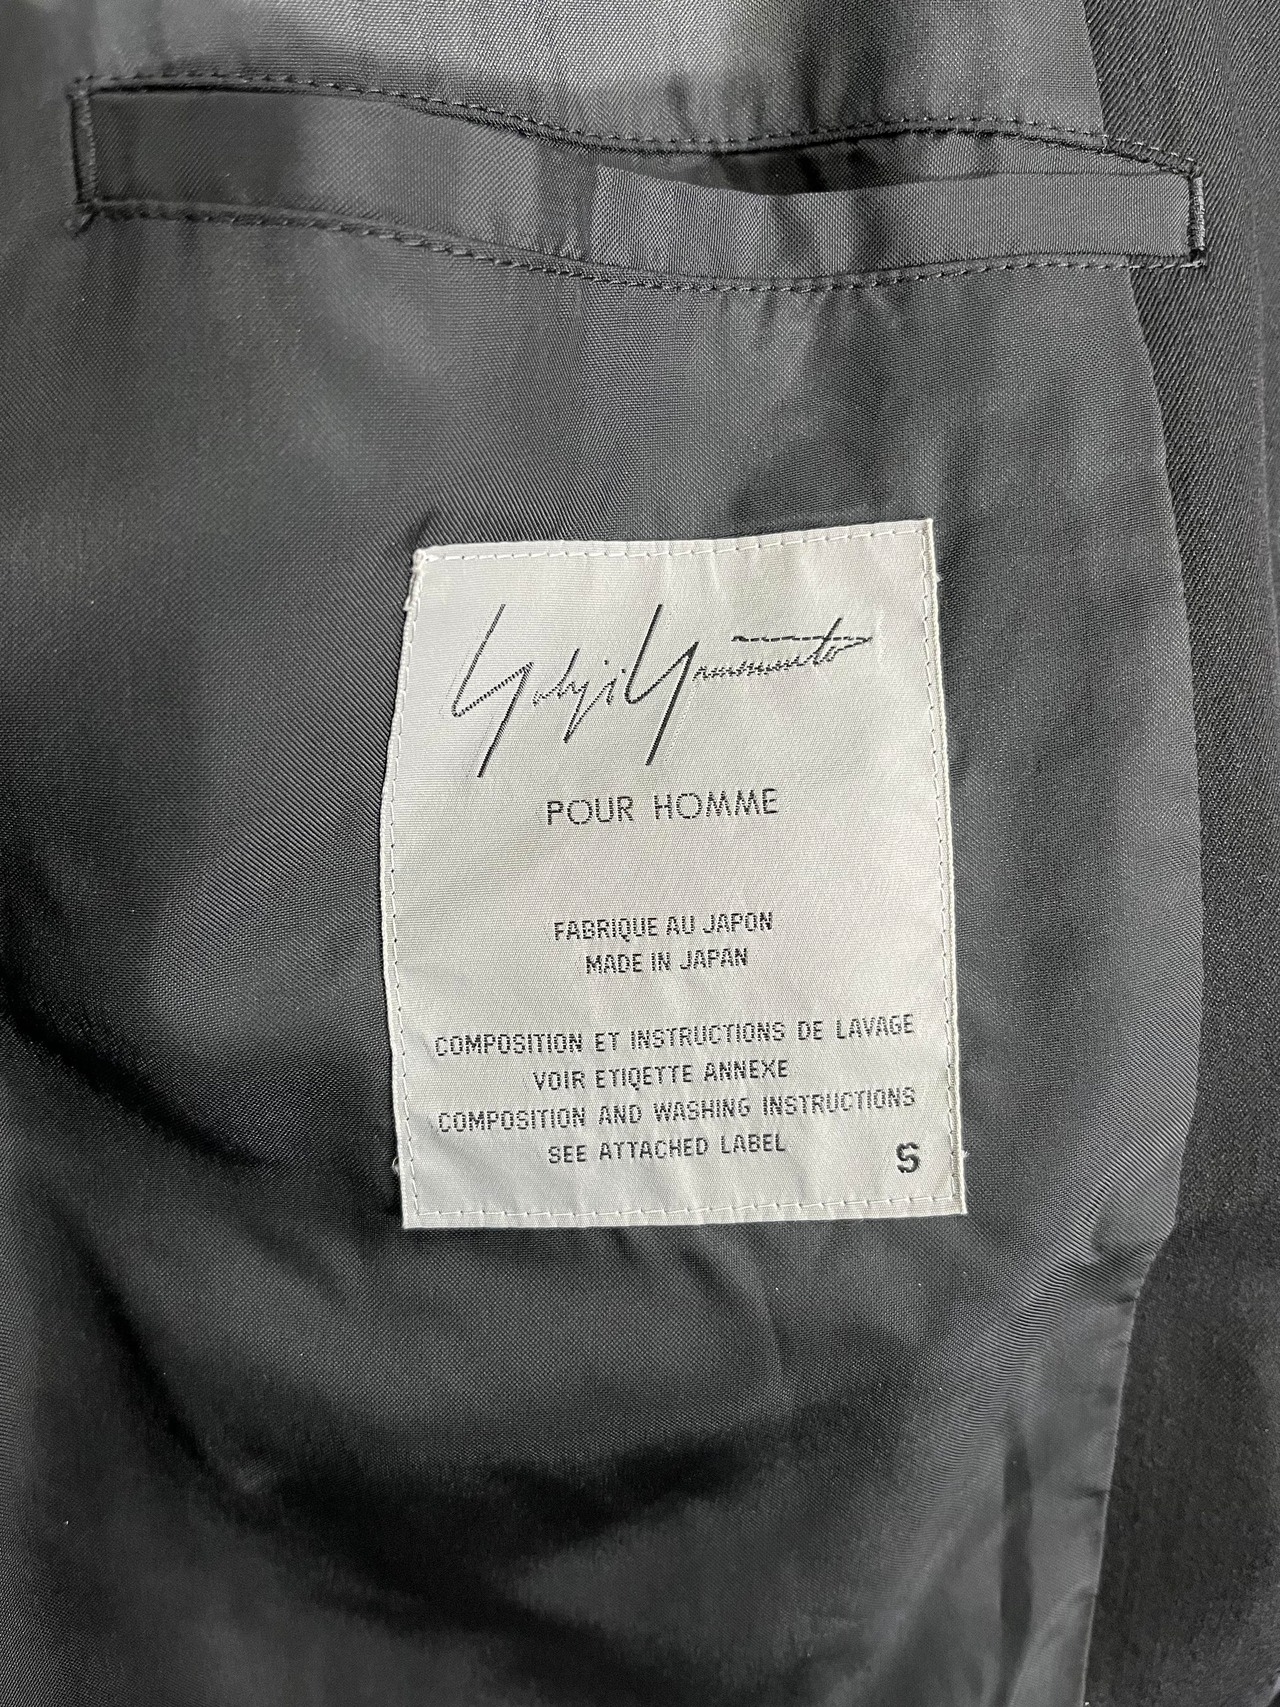 Yohji Yamamoto
POUR HOMME
FABRIQUE AU JAPON
MADE IN JAPAN
COMPOSITION ET INSTRUCTIONS DE LAVAGE
VOIR ETIQETTE ANNEXE
COMPOSITION AND WASHING INSTRUCTIONS
SEE ATTACHED LABEL
S